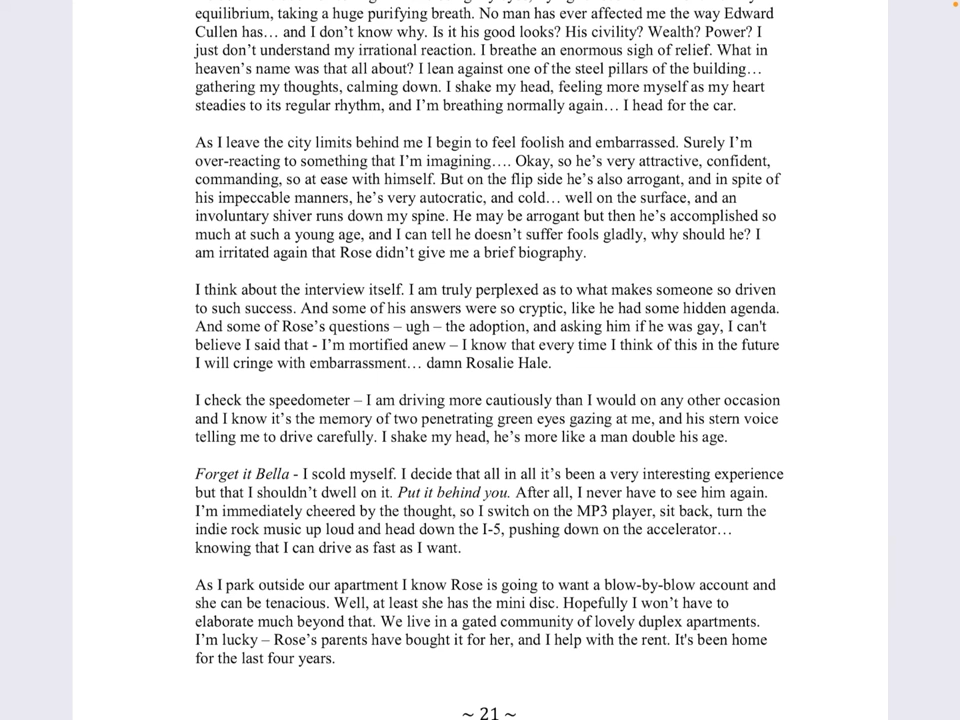 equilibrium, taking a huge purifying breath. No man has ever affected me the way Edward
Cullen has… and I don’t know why. Is it his good looks? His civility? Wealth? Power? I
just don’t understand my irrational reaction. I breathe an enormous sigh of relief. What in
heaven’s name was that all about? I lean against one of the steel pillars of the building…
gathering my thoughts, calming down. I shake my head, feeling more myself as my heart
steadies to its regular rhythm, and I’m breathing normally again… I head for the car.
As I leave the city limits behind me I begin to feel foolish and embarrassed. Surely I’m
over-reacting to something that I’m imagining…. Okay, so he’s very attractive, confident,
commanding, so at ease with himself. But on the flip side he’s also arrogant, and in spite of
his impeccable manners, he’s very autocratic, and cold… well on the surface, and an
involuntary shiver runs down my spine. He may be arrogant but then he’s accomplished so
much at such a young age, and I can tell he doesn’t suffer fools gladly, why should he? I
am irritated again that Rose didn’t give me a brief biography.
I think about the interview itself. I am truly perplexed as to what makes someone so driven
to such success. And some of his answers were so cryptic, like he had some hidden agenda.
And some of Rose’s questions – ugh – the adoption, and asking him if he was gay, I can't
believe I said that - I’m mortified anew – I know that every time I think of this in the future
I will cringe with embarrassment… damn Rosalie Hale.
I check the speedometer – I am driving more cautiously than I would on any other occasion
and I know it’s the memory of two penetrating green eyes gazing at me, and his stern voice
telling me to drive carefully. I shake my head, he’s more like a man double his age.
Forget it Bella - I scold myself. I decide that all in all it’s been a very interesting experience
but that I shouldn’t dwell on it. Put it behind you. After all, I never have to see him again.
I’m immediately cheered by the thought, so I switch on the MP3 player, sit back, turn the
indie rock music up loud and head down the I-5, pushing down on the accelerator…
knowing that I can drive as fast as I want.
As I park outside our apartment I know Rose is going to want a blow-by-blow account and
she can be tenacious. Well, at least she has the mini disc. Hopefully I won’t have to
elaborate much beyond that. We live in a gated community of lovely duplex apartments.
I’m lucky – Rose’s parents have bought it for her, and I help with the rent. It's been home
for the last four years.
~ 21 ~